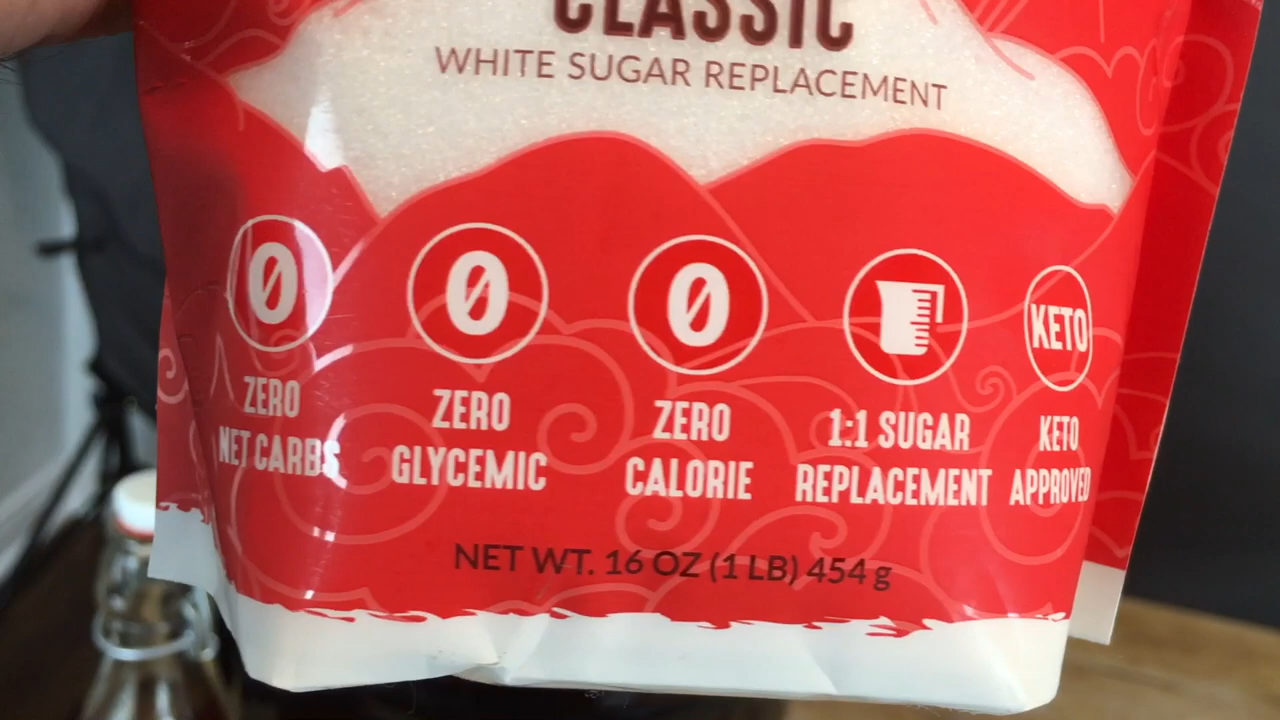 CLASSIC
WHITE SUGAR REPLACEMENT
0
ZERO
NET CARBS
0
ZERO
GLYCEMIC
0
ZERO
CALORIE
1:1 SUGAR
REPLACEMENT
KETO
KETO
APPROVED
NET WT. 16 OZ (1 LB) 454 g